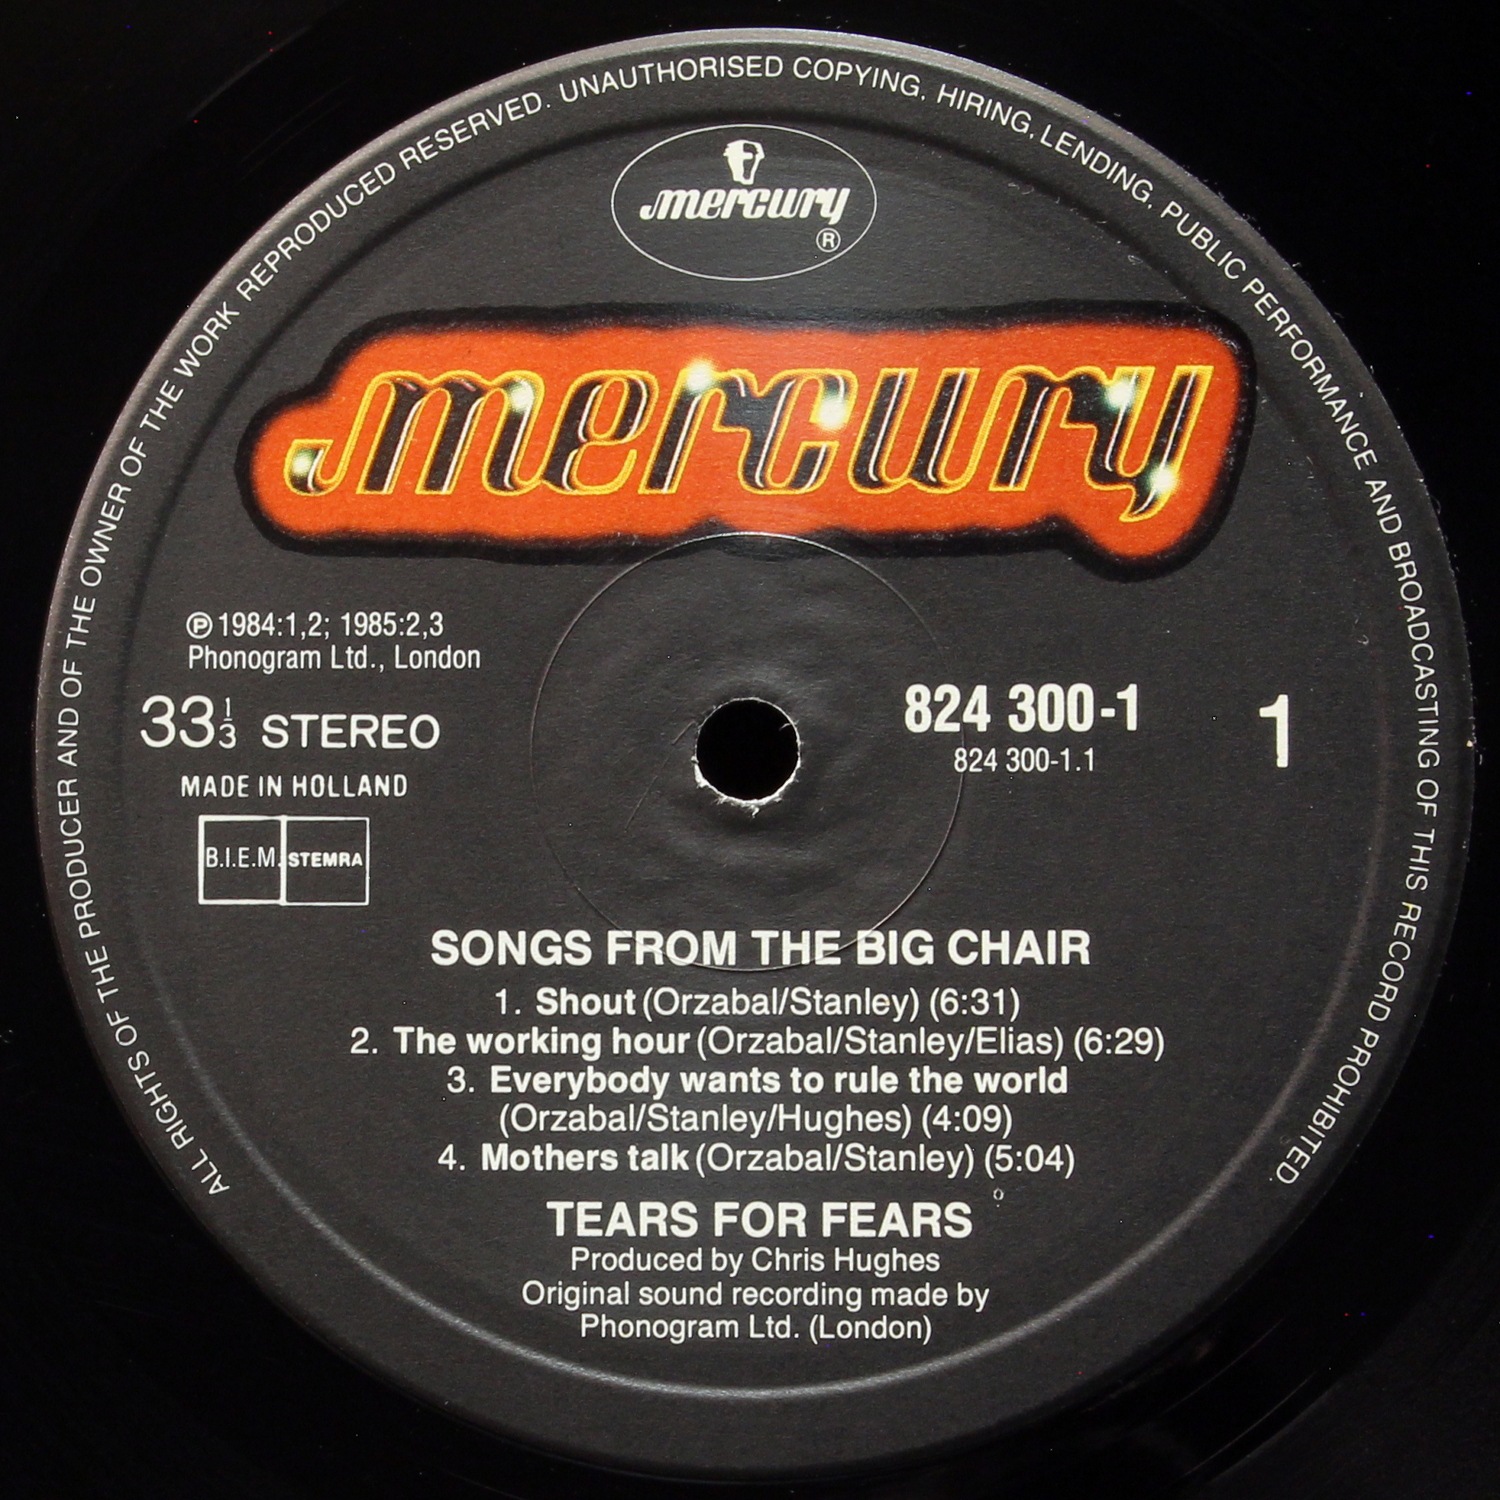 ALL RIGHTS OF THE PRODUCER AND OF THE OWNER OF THE WORK REPRODUCED RESERVED. UNAUTHORISED COPYING, HIRING, LENDING, PUBLIC PERFORMANCE AND BROADCASTING OF THIS RECORD PROHIBITED.
mercury
®
mercury
℗ 1984:1,2; 1985:2,3
Phonogram Ltd., London
33⅓ STEREO
MADE IN HOLLAND
B.I.E.M. STEMRA
824 300-1
824 300-1.1
1
SONGS FROM THE BIG CHAIR
1. Shout (Orzabal/Stanley) (6:31)
2. The working hour (Orzabal/Stanley/Elias) (6:29)
3. Everybody wants to rule the world
(Orzabal/Stanley/Hughes) (4:09)
4. Mothers talk (Orzabal/Stanley) (5:04)
TEARS FOR FEARS
Produced by Chris Hughes
Original sound recording made by
Phonogram Ltd. (London)